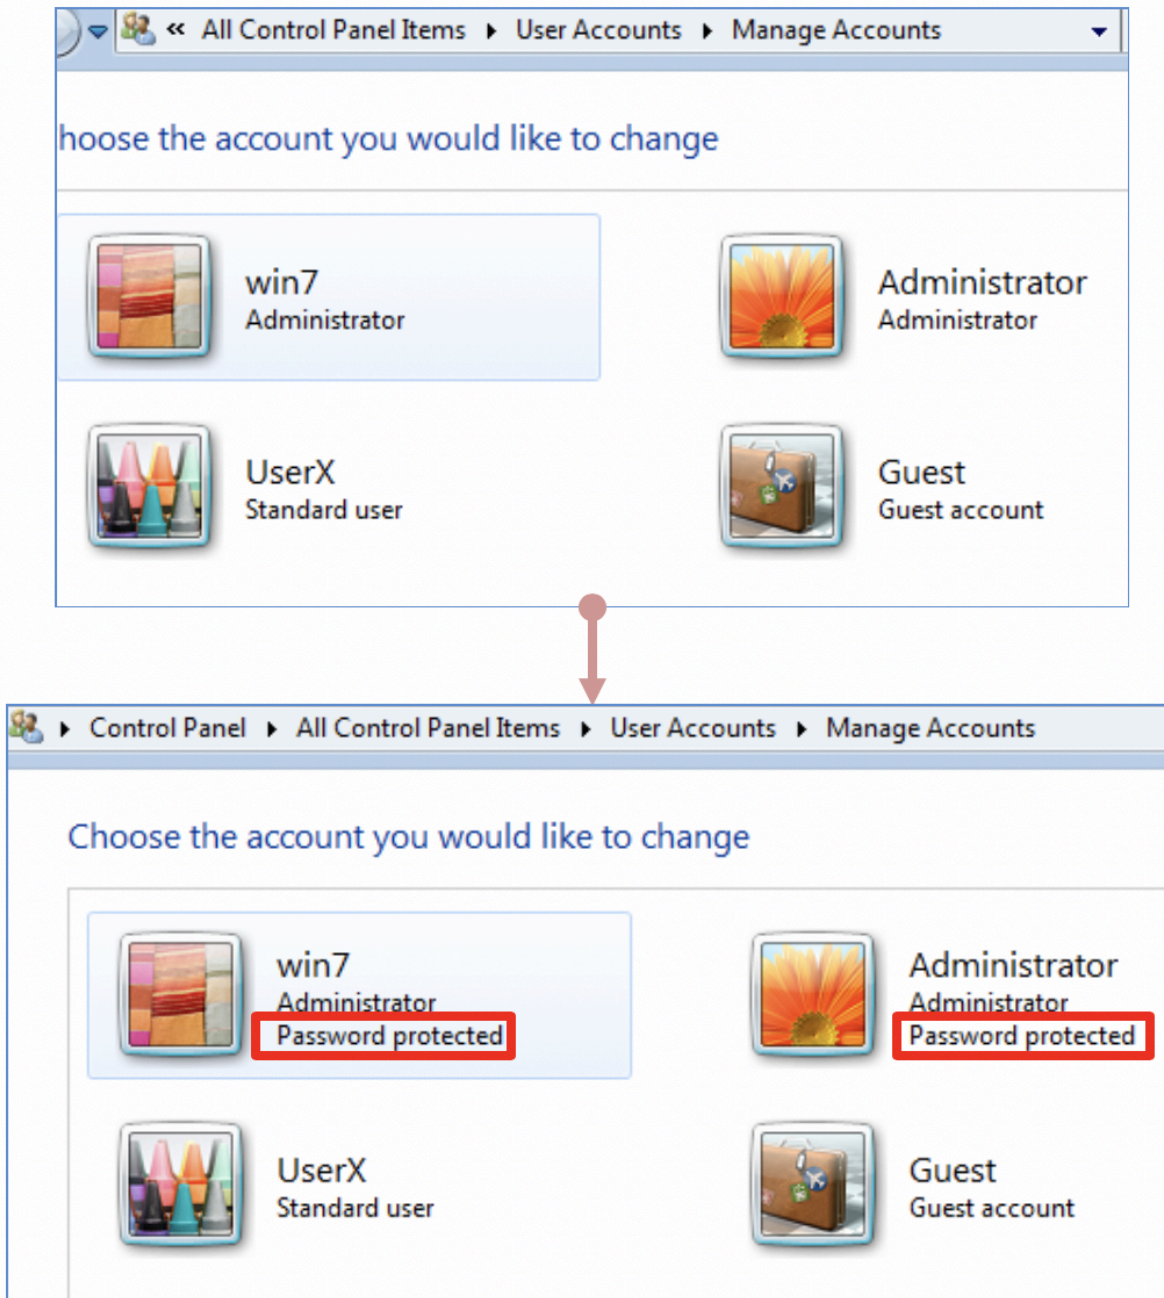 « All Control Panel Items ▸ User Accounts ▸ Manage Accounts
hoose the account you would like to change
win7
Administrator
Administrator
Administrator
UserX
Standard user
Guest
Guest account
▸ Control Panel ▸ All Control Panel Items ▸ User Accounts ▸ Manage Accounts
Choose the account you would like to change
win7
Administrator
Password protected
Administrator
Administrator
Password protected
UserX
Standard user
Guest
Guest account